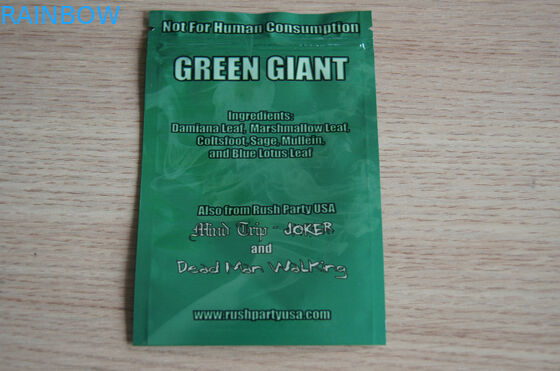 RAINBOW
Not For Human Consumption
GREEN GIANT
Ingredients:
Damiana Leaf, Marshmallow Leaf,
Coltsfoot, Sage, Mullein,
and Blue Lotus Leaf
Also from Rush Party USA
Mind Trip - JOKER
and
Dead Man Walking
www.rushpartyusa.com